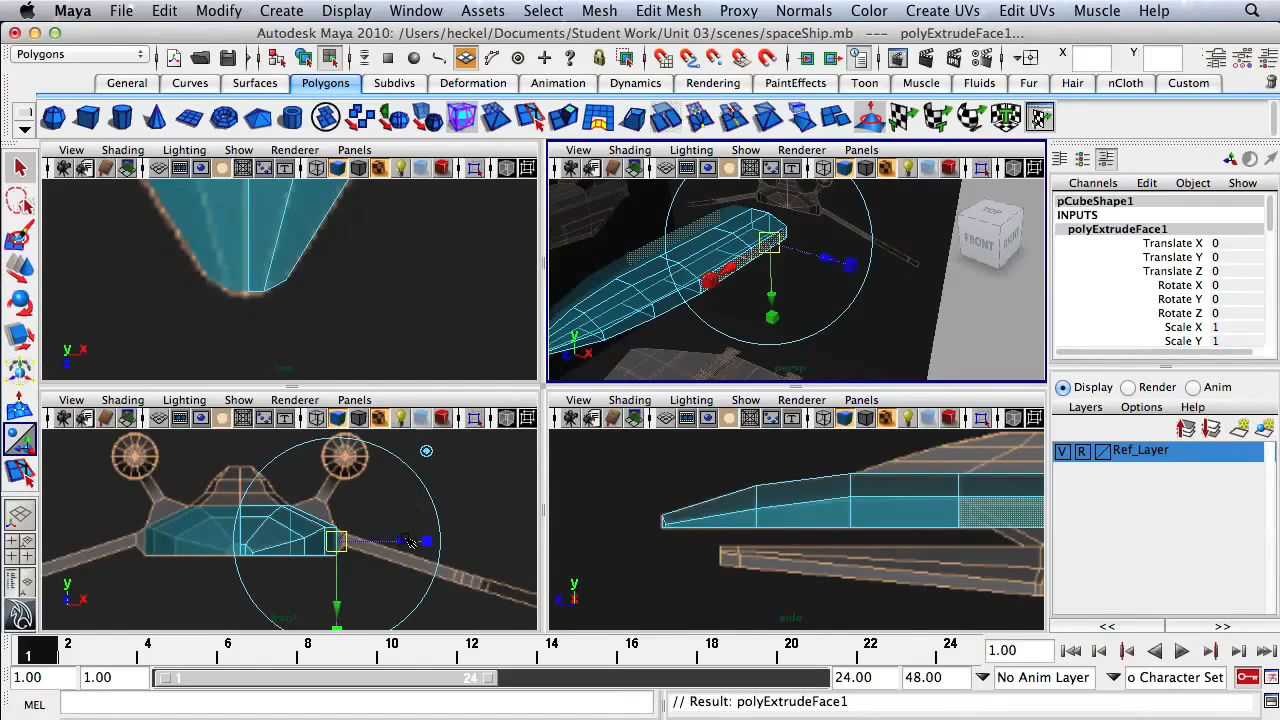 Maya File Edit Modify Create Display Window Assets Select Mesh Edit Mesh Proxy Normals Color Create UVs Edit UVs Muscle Help
Autodesk Maya 2010: /Users/heckel/Documents/Student Work/Unit 03/scenes/spaceShip.mb --- polyExtrudeFace1...
Polygons X Y
General Curves Surfaces Polygons Subdivs Deformation Animation Dynamics Rendering PaintEffects Toon Muscle Fluids Fur Hair nCloth Custom
View Shading Lighting Show Renderer Panels
View Shading Lighting Show Renderer Panels
Channels Edit Object Show
pCubeShape1
INPUTS
polyExtrudeFace1
Translate X 0
Translate Y 0
Translate Z 0
Rotate X 0
Rotate Y 0
Rotate Z 0
Scale X 1
Scale Y 1
TOP
FRONT
RIGHT
y x
z
top
y
z x
persp
Display Render Anim
Layers Options Help
V R Ref_Layer
View Shading Lighting Show Renderer Panels
View Shading Lighting Show Renderer Panels
y
z x
front
y
z x
side
<< >>
1 2 4 6 8 10 12 14 16 18 20 22 24 1.00
1.00 1.00 1 24 24.00 48.00 No Anim Layer o Character Set
MEL // Result: polyExtrudeFace1